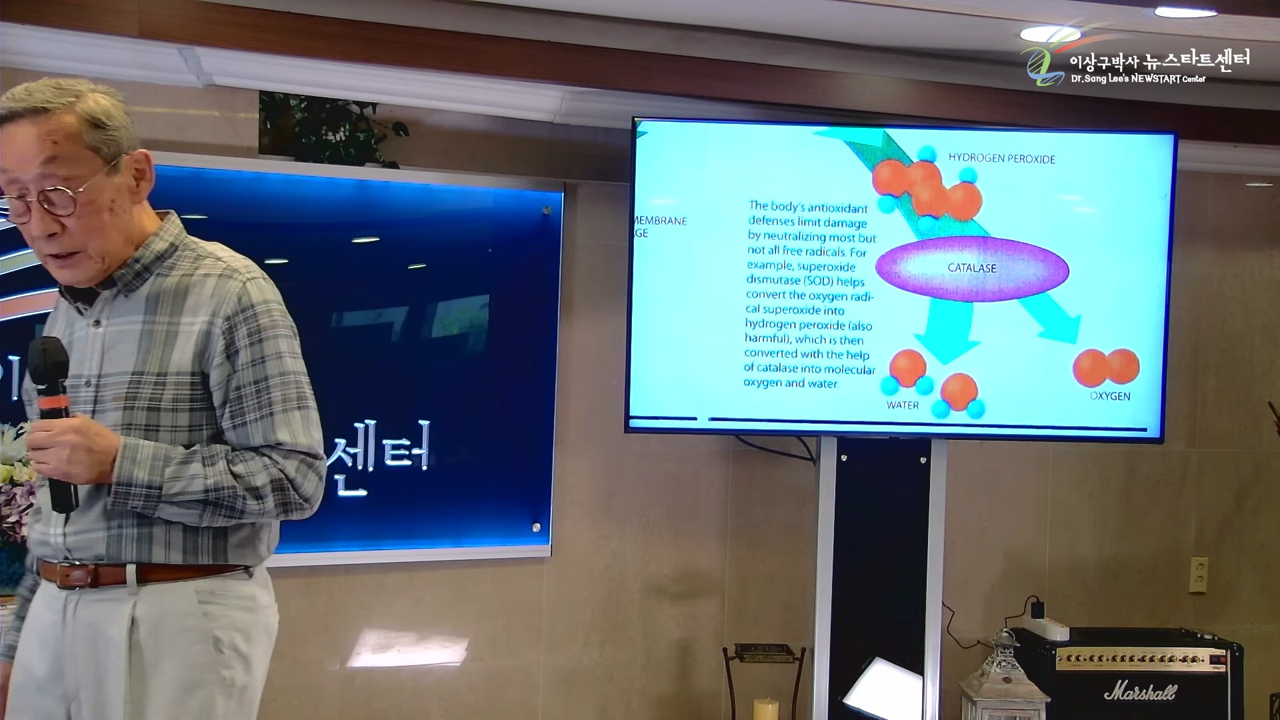 이상구박사 뉴스타트센터
Dr. Sang Lee's NEWSTART Center
HYDROGEN PEROXIDE
MEMBRANE
GE
The body's antioxidant
defenses limit damage
by neutralizing most but
not all free radicals. For
example, superoxide
dismutase (SOD) helps
convert the oxygen radi-
cal superoxide into
hydrogen peroxide (also
harmful), which is then
converted with the help
of catalase into molecular
oxygen and water.
CATALASE
WATER
OXYGEN
센터
Marshall